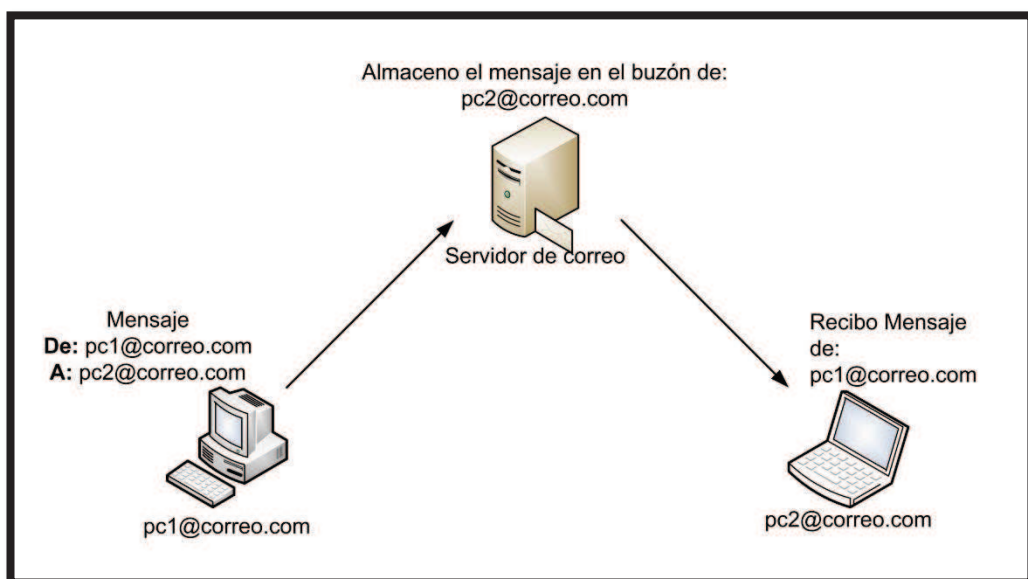 Almaceno el mensaje en el buzón de:
pc2@correo.com
Servidor de correo
Mensaje
De: pc1@correo.com
A: pc2@correo.com
pc1@correo.com
Recibo Mensaje
de:
pc1@correo.com
pc2@correo.com